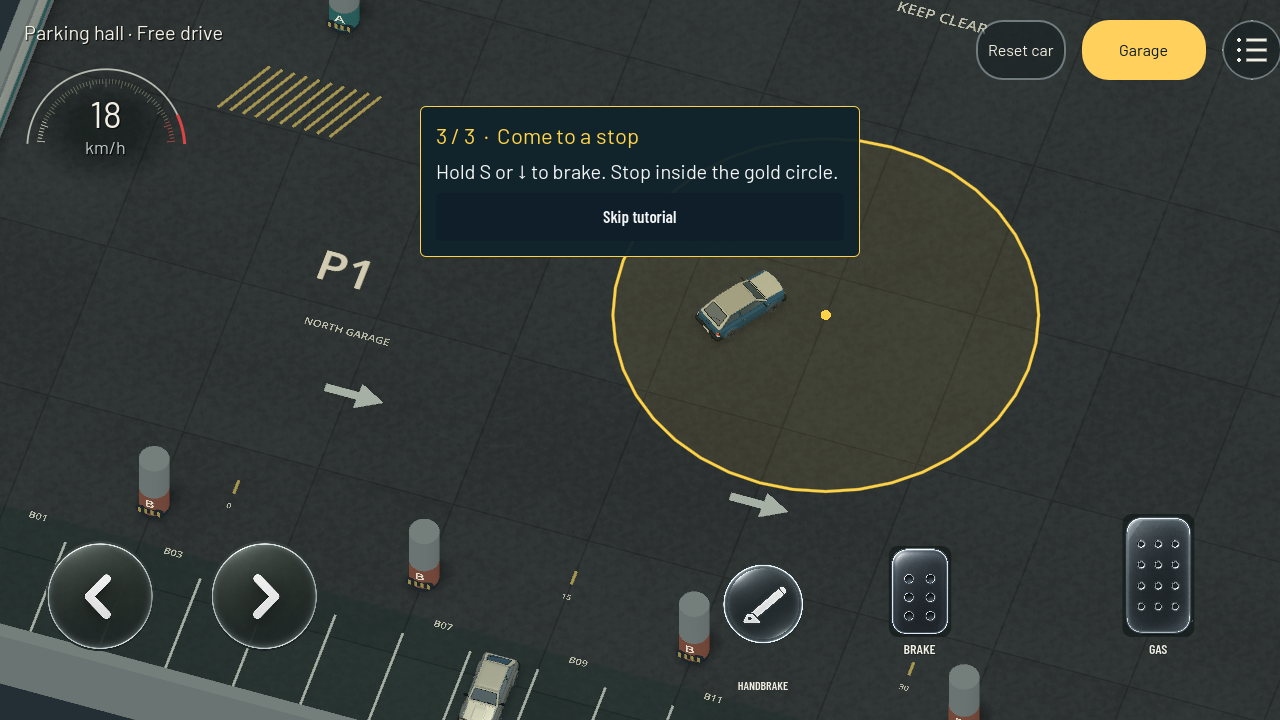 Parking hall · Free drive
A
KEEP CLEAR
Reset car
Garage
18
km/h
3 / 3 · Come to a stop
Hold S or ↓ to brake. Stop inside the gold circle.
Skip tutorial
P1
NORTH GARAGE
B
0
B01
B03
B
15
B07
B09
B
B11
30
B
HANDBRAKE
BRAKE
GAS